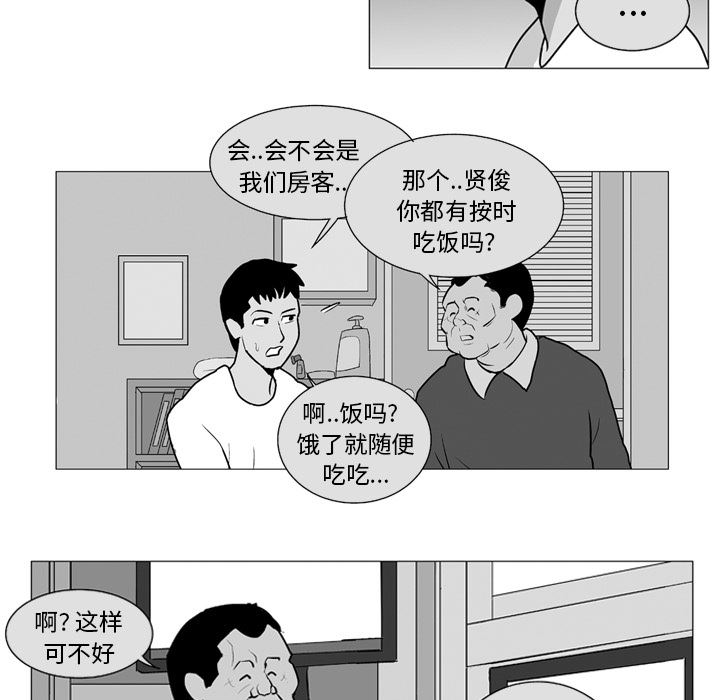 ...
会..会不会是
我们房客..
那个..贤俊
你都有按时
吃饭吗?
啊..饭吗?
饿了就随便
吃吃...
啊? 这样
可不好